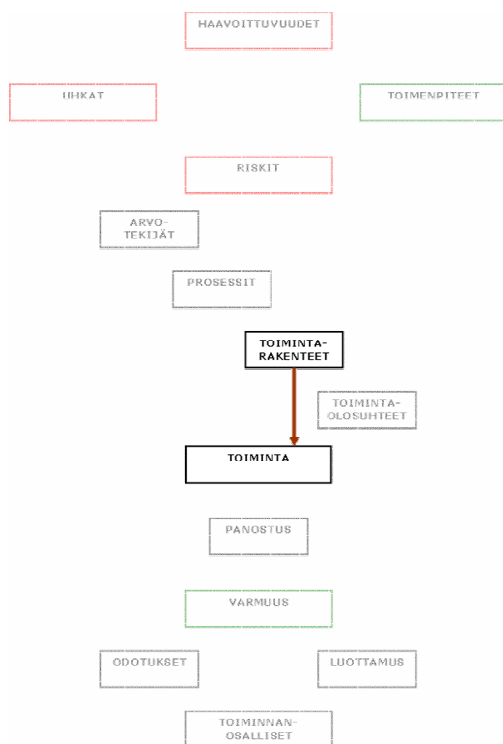 HAAVOITTUVUUDET
UHKAT
TOIMENPITEET
RISKIT
ARVO-
TEKIJÄT
PROSESSIT
TOIMINTA-
RAKENTEET
TOIMINTA-
OLOSUHTEET
TOIMINTA
PANOSTUS
VARMUUS
ODOTUKSET
LUOTTAMUS
TOIMINNAN-
OSALLISET